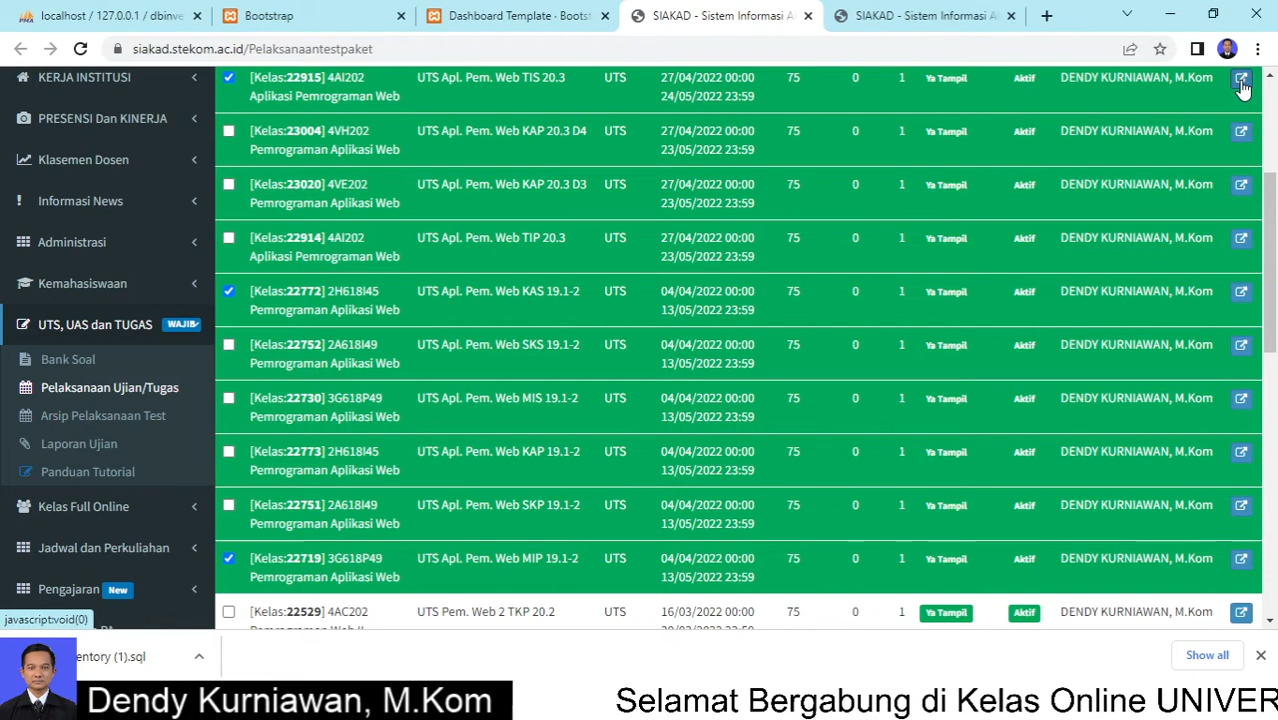 localhost / 127.0.0.1 / dbinve
Bootstrap
Dashboard Template · Bootst
SIAKAD - Sistem Informasi A
SIAKAD - Sistem Informasi A
siakad.stekom.ac.id/Pelaksanaantestpaket
KERJA INSTITUSI
PRESENSI Dan KINERJA
Klasemen Dosen
Informasi News
Administrasi
Kemahasiswaan
UTS, UAS dan TUGAS WAJIB
Bank Soal
Pelaksanaan Ujian/Tugas
Arsip Pelaksanaan Test
Laporan Ujian
Panduan Tutorial
Kelas Full Online
Jadwal dan Perkuliahan
Pengajaran New
javascript:void(0)
[Kelas:22915] 4AI202 UTS Apl. Pem. Web TIS 20.3 UTS 27/04/2022 00:00 75 0 1 Ya Tampil Aktif DENDY KURNIAWAN, M.Kom
Aplikasi Pemrograman Web 24/05/2022 23:59
[Kelas:23004] 4VH202 UTS Apl. Pem. Web KAP 20.3 D4 UTS 27/04/2022 00:00 75 0 1 Ya Tampil Aktif DENDY KURNIAWAN, M.Kom
Pemrograman Aplikasi Web 23/05/2022 23:59
[Kelas:23020] 4VE202 UTS Apl. Pem. Web KAP 20.3 D3 UTS 27/04/2022 00:00 75 0 1 Ya Tampil Aktif DENDY KURNIAWAN, M.Kom
Pemrograman Aplikasi Web 23/05/2022 23:59
[Kelas:22914] 4AI202 UTS Apl. Pem. Web TIP 20.3 UTS 27/04/2022 00:00 75 0 1 Ya Tampil Aktif DENDY KURNIAWAN, M.Kom
Aplikasi Pemrograman Web 23/05/2022 23:59
[Kelas:22772] 2H618I45 UTS Apl. Pem. Web KAS 19.1-2 UTS 04/04/2022 00:00 75 0 1 Ya Tampil Aktif DENDY KURNIAWAN, M.Kom
Pemrograman Aplikasi Web 13/05/2022 23:59
[Kelas:22752] 2A618I49 UTS Apl. Pem. Web SKS 19.1-2 UTS 04/04/2022 00:00 75 0 1 Ya Tampil Aktif DENDY KURNIAWAN, M.Kom
Pemrograman Aplikasi Web 13/05/2022 23:59
[Kelas:22730] 3G618P49 UTS Apl. Pem. Web MIS 19.1-2 UTS 04/04/2022 00:00 75 0 1 Ya Tampil Aktif DENDY KURNIAWAN, M.Kom
Pemrograman Aplikasi Web 13/05/2022 23:59
[Kelas:22773] 2H618I45 UTS Apl. Pem. Web KAP 19.1-2 UTS 04/04/2022 00:00 75 0 1 Ya Tampil Aktif DENDY KURNIAWAN, M.Kom
Pemrograman Aplikasi Web 13/05/2022 23:59
[Kelas:22751] 2A618I49 UTS Apl. Pem. Web SKP 19.1-2 UTS 04/04/2022 00:00 75 0 1 Ya Tampil Aktif DENDY KURNIAWAN, M.Kom
Pemrograman Aplikasi Web 13/05/2022 23:59
[Kelas:22719] 3G618P49 UTS Apl. Pem. Web MIP 19.1-2 UTS 04/04/2022 00:00 75 0 1 Ya Tampil Aktif DENDY KURNIAWAN, M.Kom
Pemrograman Aplikasi Web 13/05/2022 23:59
[Kelas:22529] 4AC202 UTS Pem. Web 2 TKP 20.2 UTS 16/03/2022 00:00 75 0 1 Ya Tampil Aktif DENDY KURNIAWAN, M.Kom
entory (1).sql
Show all
Dendy Kurniawan, M.Kom
Selamat Bergabung di Kelas Online UNIVER